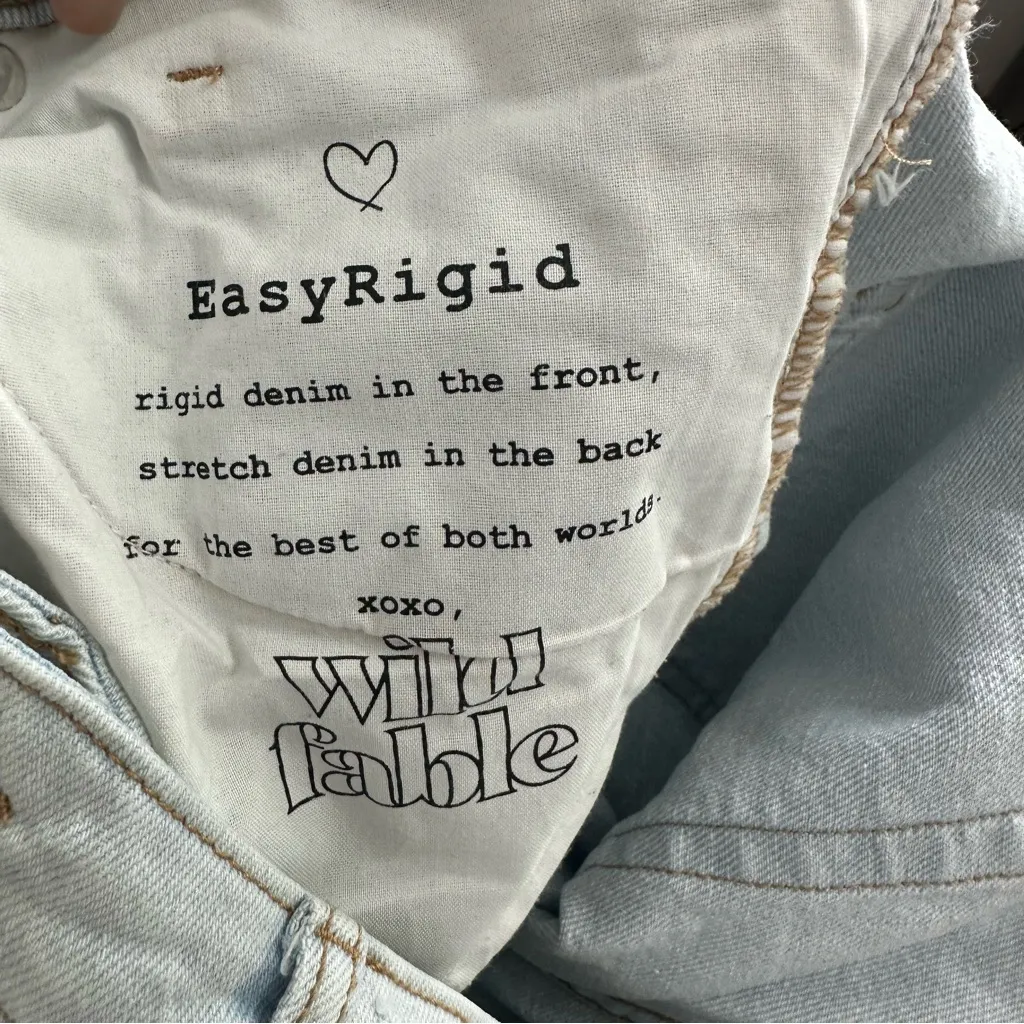 EasyRigid
rigid denim in the front,
stretch denim in the back
for the best of both worlds.
xoxo,
wild
fable